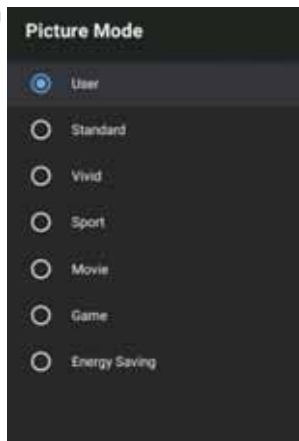 Picture Mode
User
Standard
Vivid
Sport
Movie
Game
Energy Saving